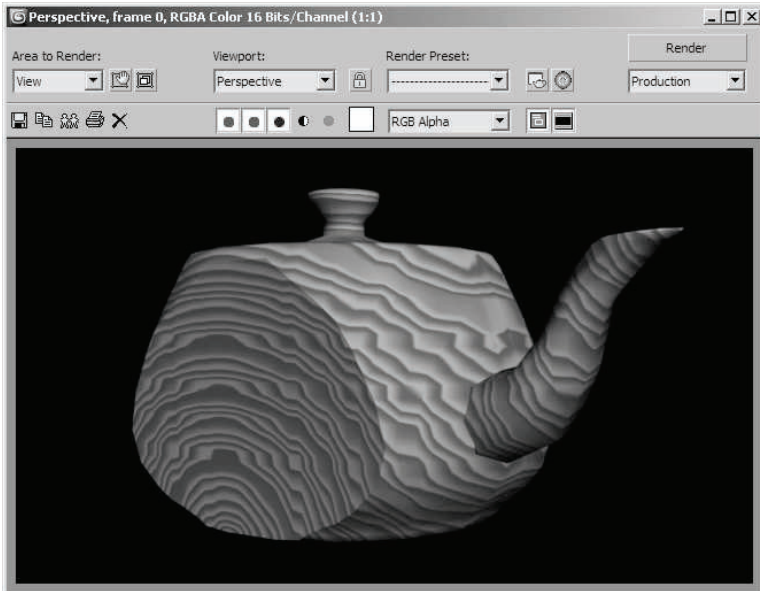 Perspective, frame 0, RGBA Color 16 Bits/Channel (1:1)
Area to Render: Viewport: Render Preset: Render
View Perspective Production
RGB Alpha